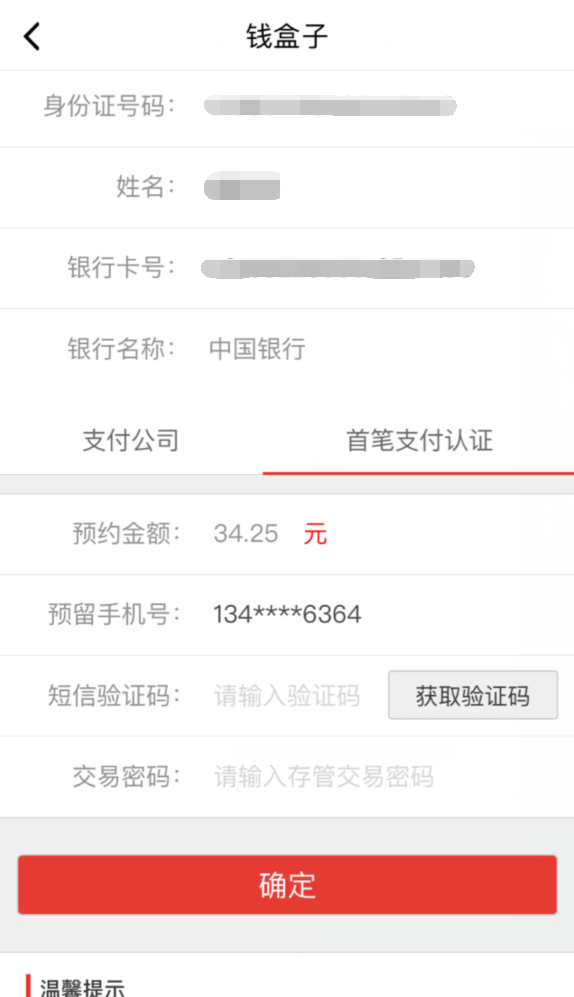 钱盒子
身份证号码：
姓名：
银行卡号：
银行名称： 中国银行
支付公司 首笔支付认证
预约金额： 34.25 元
预留手机号： 134****6364
短信验证码： 请输入验证码 获取验证码
交易密码： 请输入存管交易密码
确定
温馨提示